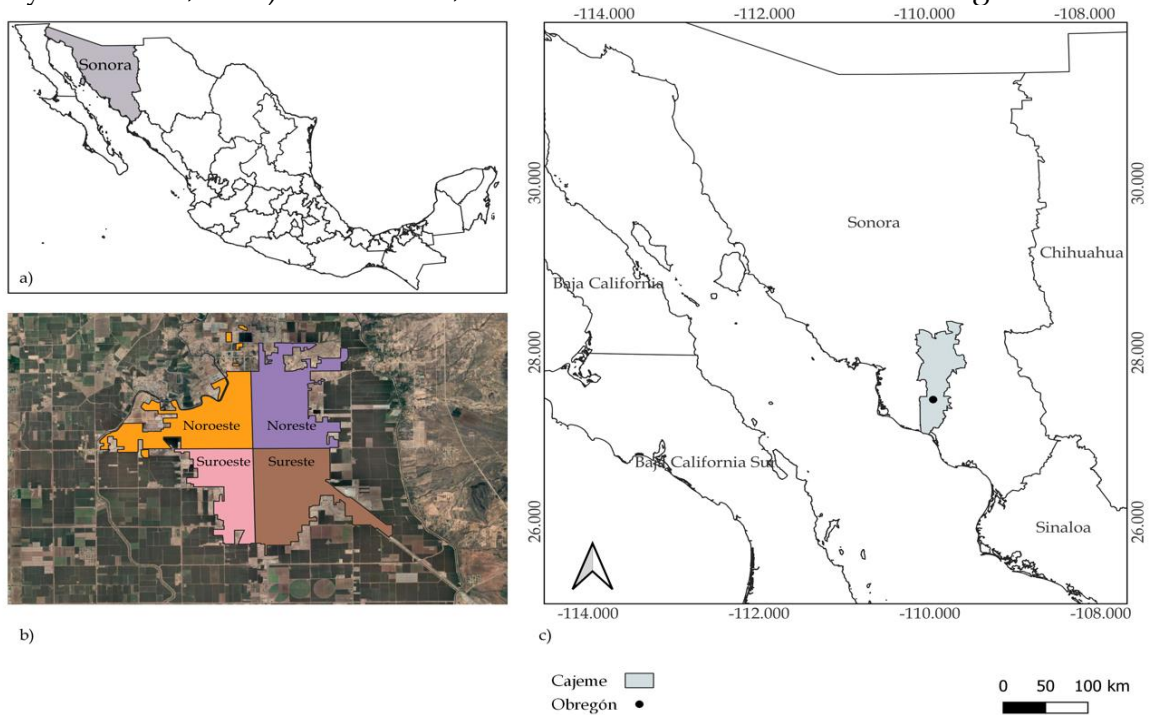 -114.000 -112.000 -110.000 -108.000
Sonora
a)
Noroeste Noreste
Suroeste Sureste
b)
30.000 30.000
Sonora
Chihuahua
Baja California
28.000 28.000
Baja California Sur
26.000 26.000
Sinaloa
-114.000 -112.000 -110.000 -108.000
c)
Cajeme
Obregón
0 50 100 km